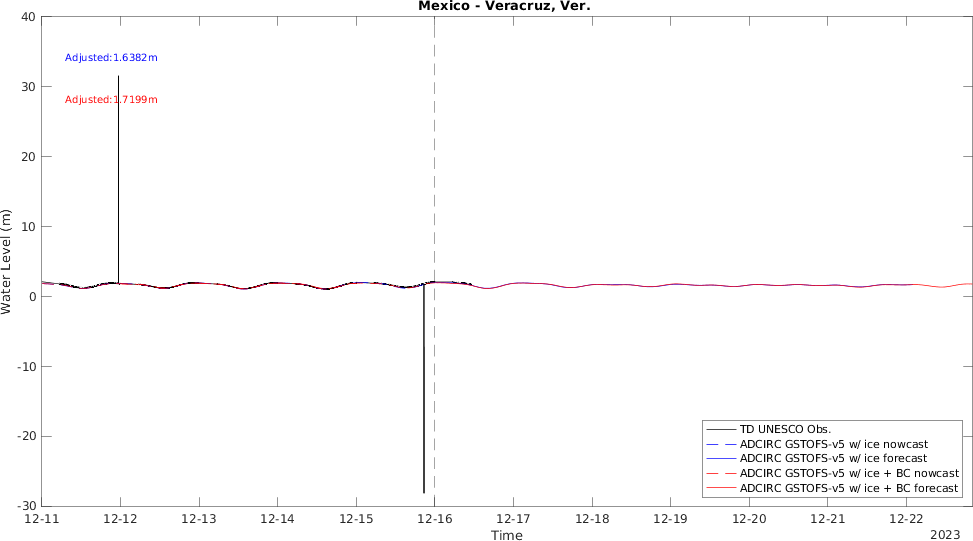 Mexico - Veracruz, Ver.
40
Adjusted:1.6382m
30
Adjusted:1.7199m
20
10
0
-10
-20
-30
Water Level (m)
TD UNESCO Obs.
ADCIRC GSTOFS-v5 w/ ice nowcast
ADCIRC GSTOFS-v5 w/ ice forecast
ADCIRC GSTOFS-v5 w/ ice + BC nowcast
ADCIRC GSTOFS-v5 w/ ice + BC forecast
12-11 12-12 12-13 12-14 12-15 12-16 12-17 12-18 12-19 12-20 12-21 12-22
Time
2023